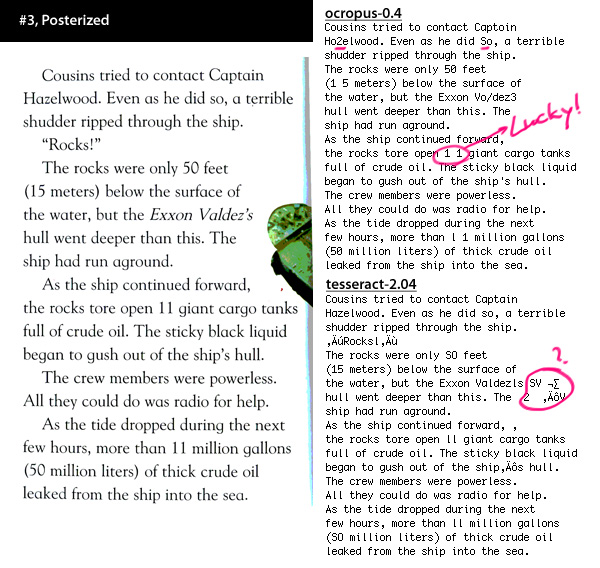 #3, Posterized
Cousins tried to contact Captain
Hazelwood. Even as he did so, a terrible
shudder ripped through the ship.
“Rocks!”
The rocks were only 50 feet
(15 meters) below the surface of
the water, but the Exxon Valdez’s
hull went deeper than this. The
ship had run aground.
As the ship continued forward,
the rocks tore open 11 giant cargo tanks
full of crude oil. The sticky black liquid
began to gush out of the ship’s hull.
The crew members were powerless.
All they could do was radio for help.
As the tide dropped during the next
few hours, more than 11 million gallons
(50 million liters) of thick crude oil
leaked from the ship into the sea.
ocropus-0.4
Cousins tried to contact Captoin
Ho2elwood. Even as he did So, a terrible
shudder ripped through the ship.
The rocks were only 50 feet
(1 5 meters) below the surface of
the water, but the Exxon Vo/dez3
hull went deeper than this. The
ship had run aground.
As the ship continued forward,
the rocks tore open 1 1 giant cargo tanks
full of crude oil. The sticky black liquid
began to gush out of the ship's hull.
The crew members were powerless.
All they could do was radio for help.
As the tide dropped during the next
few hours, more than l 1 million gallons
(50 million liters) of thick crude oil
leaked from the ship into the sea.
Lucky!
tesseract-2.04
Cousins tried to contact Captain
Hazelwood. Even as he did so, a terrible
shudder ripped through the ship.
‚ÄúRocksl‚Äù
The rocks were only SO feet
(15 meters) below the surface of
the water, but the Exxon Valdezls SV ¬∑
hull went deeper than this. The 2 ‚ÄôV
ship had run aground.
As the ship continued forward, ,
the rocks tore open ll giant cargo tanks
full of crude oil. The sticky black liquid
began to gush out of the ship‚Äôs hull.
The crew members were powerless.
All they could do was radio for help.
As the tide dropped during the next
few hours, more than ll million gallons
(SO million liters) of thick crude oil
leaked from the ship into the sea.
?